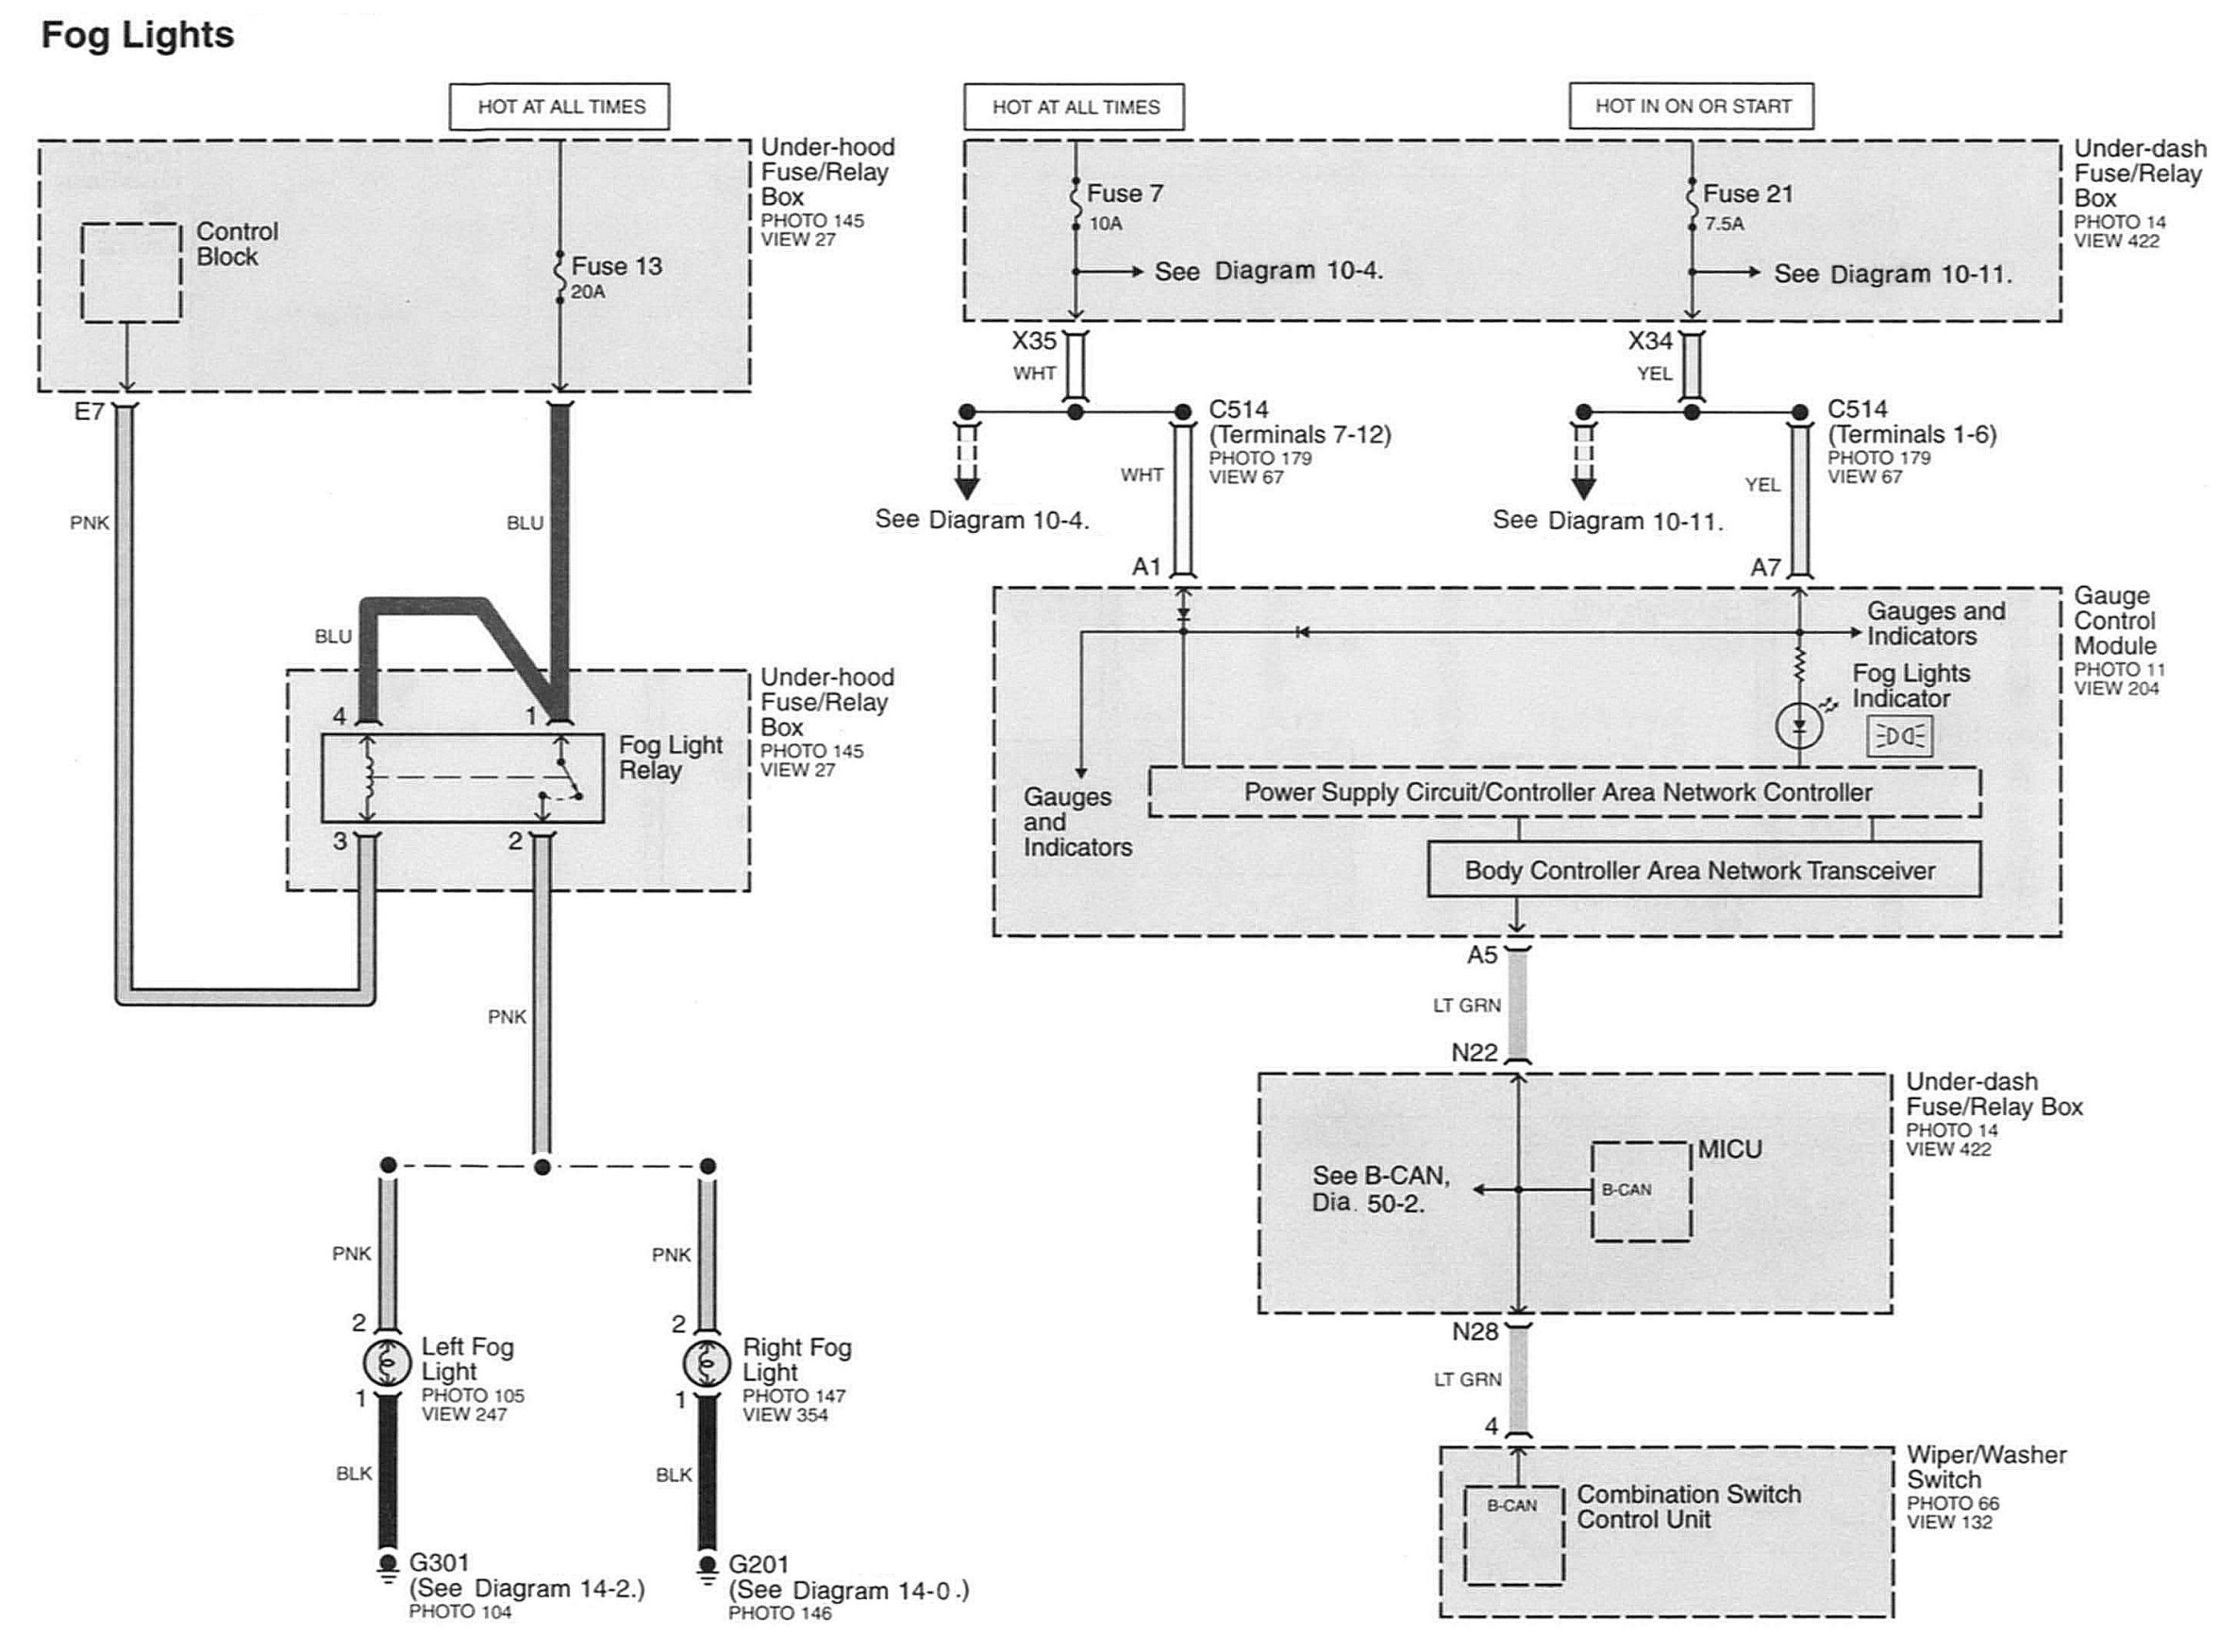 Fog Lights
HOT AT ALL TIMES
Under-hood
Fuse/Relay
Box
PHOTO 145
VIEW 27
Control
Block
Fuse 13
20A
E7
PNK
BLU
BLU
Under-hood
Fuse/Relay
Box
PHOTO 145
VIEW 27
4
1
Fog Light
Relay
3
2
PNK
PNK
PNK
2
2
Left Fog
Light
PHOTO 105
VIEW 247
Right Fog
Light
PHOTO 147
VIEW 354
1
1
BLK
BLK
G301
(See Diagram 14-2.)
PHOTO 104
G201
(See Diagram 14-0.)
PHOTO 146
HOT AT ALL TIMES
HOT IN ON OR START
Under-dash
Fuse/Relay
Box
PHOTO 14
VIEW 422
Fuse 7
10A
See Diagram 10-4.
Fuse 21
7.5A
See Diagram 10-11.
X35
WHT
X34
YEL
C514
(Terminals 7-12)
PHOTO 179
VIEW 67
C514
(Terminals 1-6)
PHOTO 179
VIEW 67
WHT
YEL
See Diagram 10-4.
See Diagram 10-11.
A1
A7
Gauge
Control
Module
PHOTO 11
VIEW 204
Gauges and
Indicators
Fog Lights
Indicator
Gauges
and
Indicators
Power Supply Circuit/Controller Area Network Controller
Body Controller Area Network Transceiver
A5
LT GRN
N22
Under-dash
Fuse/Relay Box
PHOTO 14
VIEW 422
MICU
B-CAN
See B-CAN,
Dia. 50-2.
N28
LT GRN
4
Wiper/Washer
Switch
PHOTO 66
VIEW 132
B-CAN
Combination Switch
Control Unit